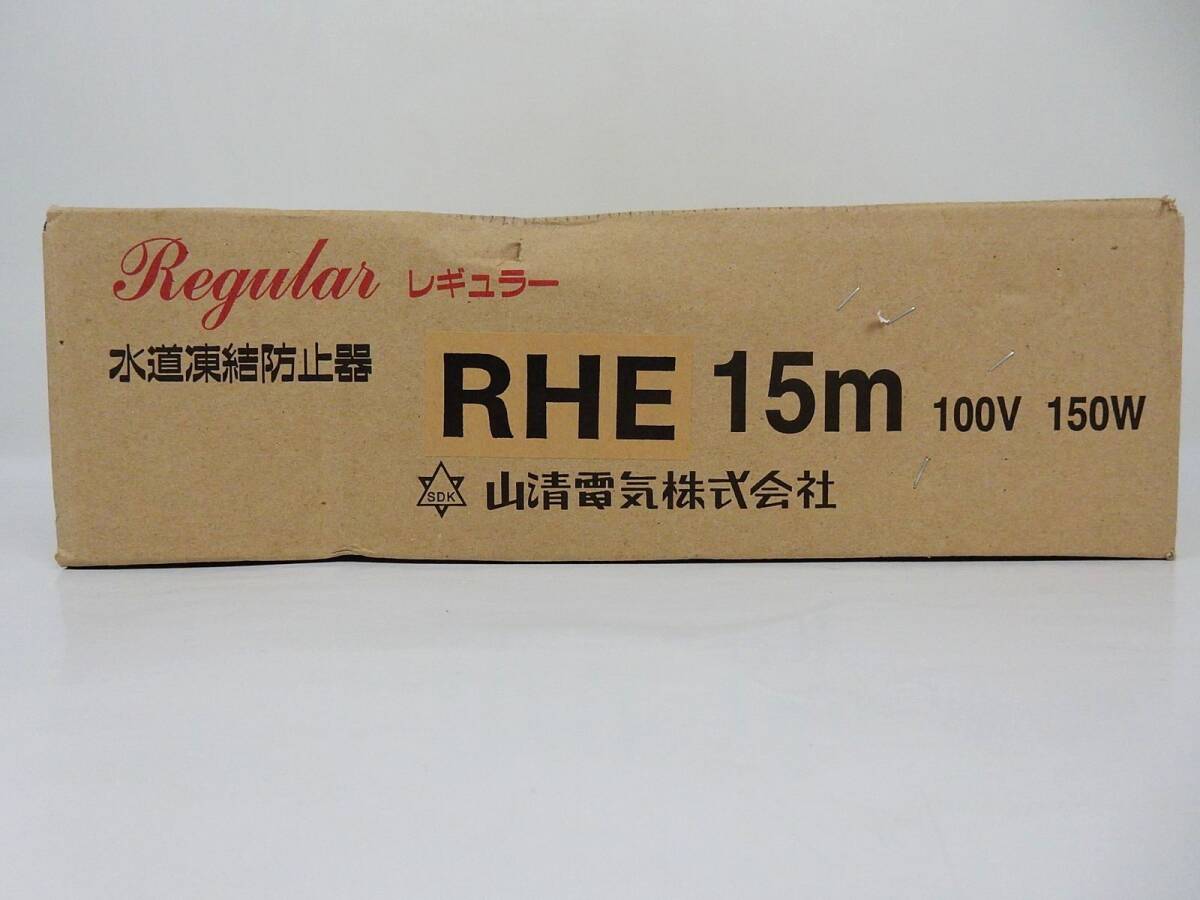 Regular レギュラー
水道凍結防止器
RHE 15m 100V 150W
SDK 山清電気株式会社